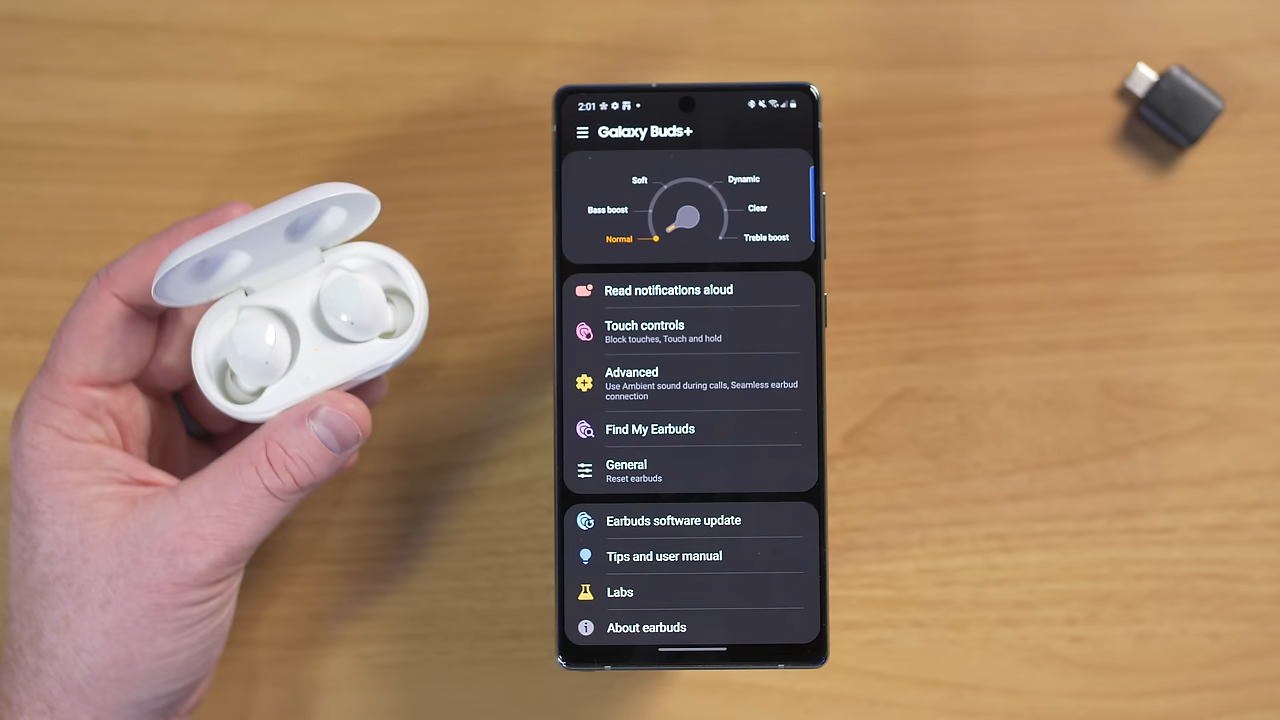 2:01
Galaxy Buds+
Soft
Dynamic
Bass boost
Clear
Normal
Treble boost
Read notifications aloud
Touch controls
Block touches, Touch and hold
Advanced
Use Ambient sound during calls, Seamless earbud
connection
Find My Earbuds
General
Reset earbuds
Earbuds software update
Tips and user manual
Labs
About earbuds